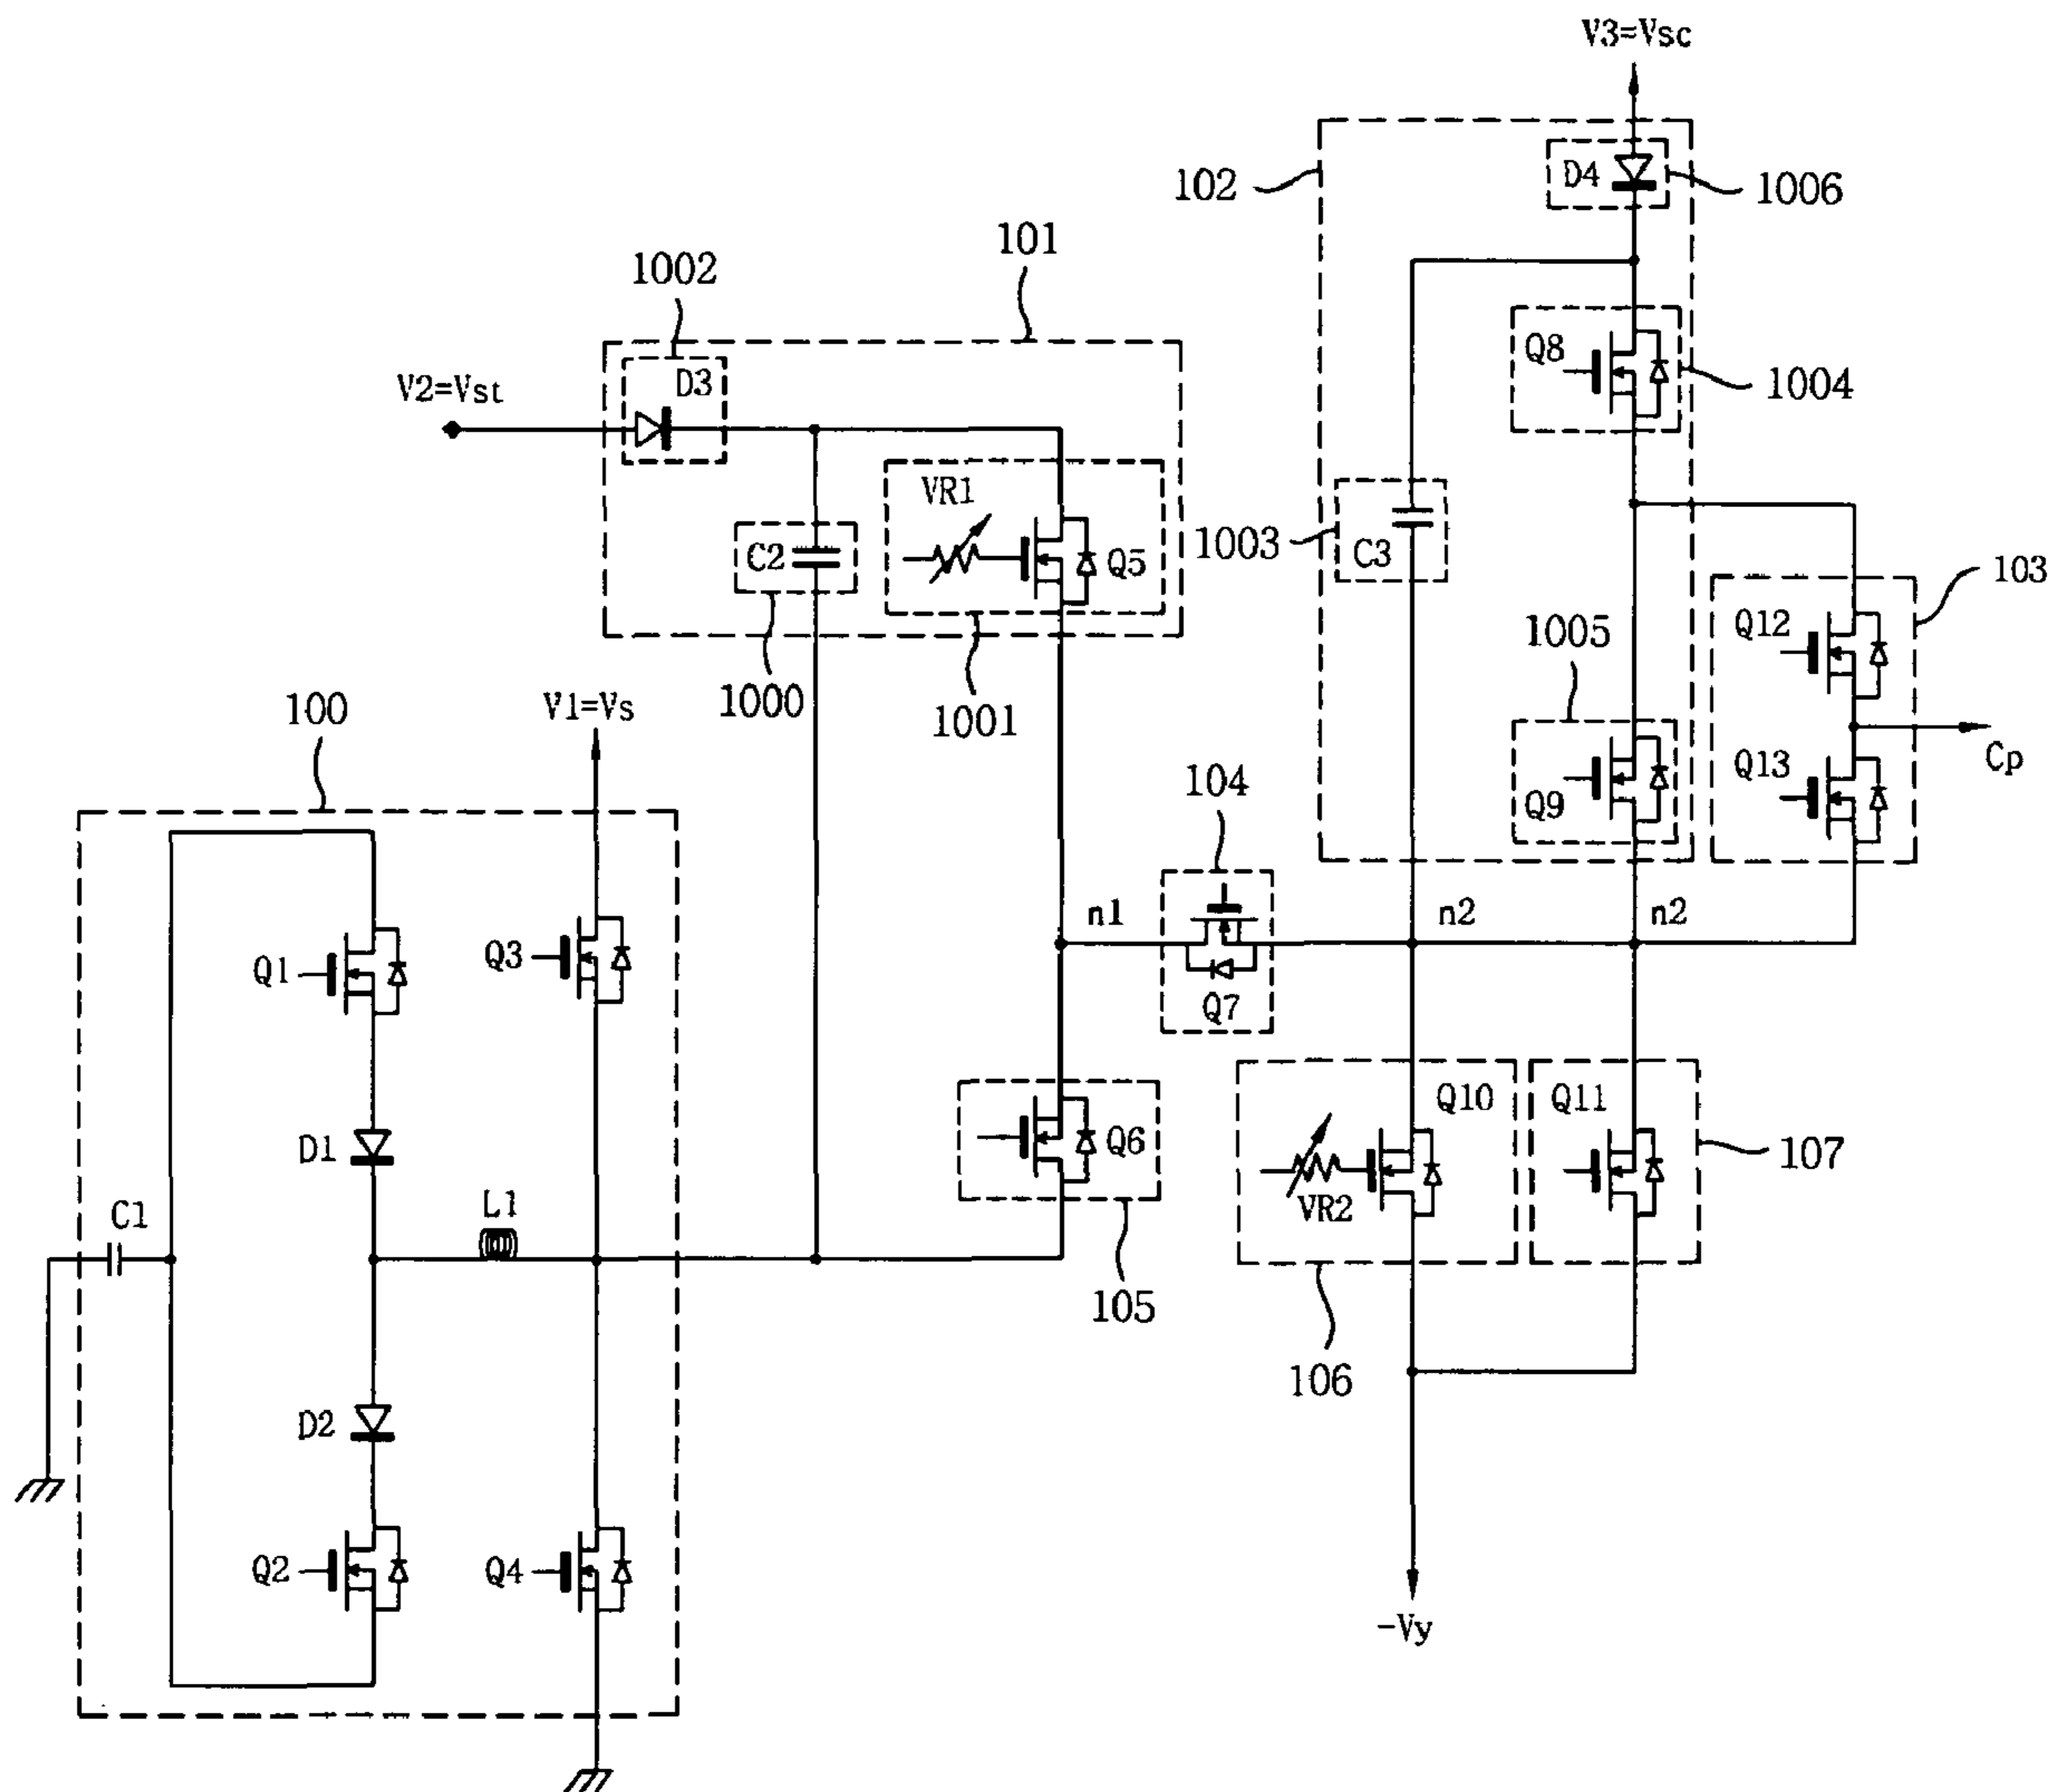 V3=Vsc
102
D4
1006
101
1002
Q8
1004
V2=Vst
D3
VR1
1003
C3
C2
Q5
103
Q12
1005
1000
1001
100
V1=Vs
Q13
Cp
104
Q9
n1
n2
n2
Q1
Q3
Q7
Q10
Q11
D1
Q6
107
VR2
C1
L1
105
106
D2
Q2
Q4
-Vy